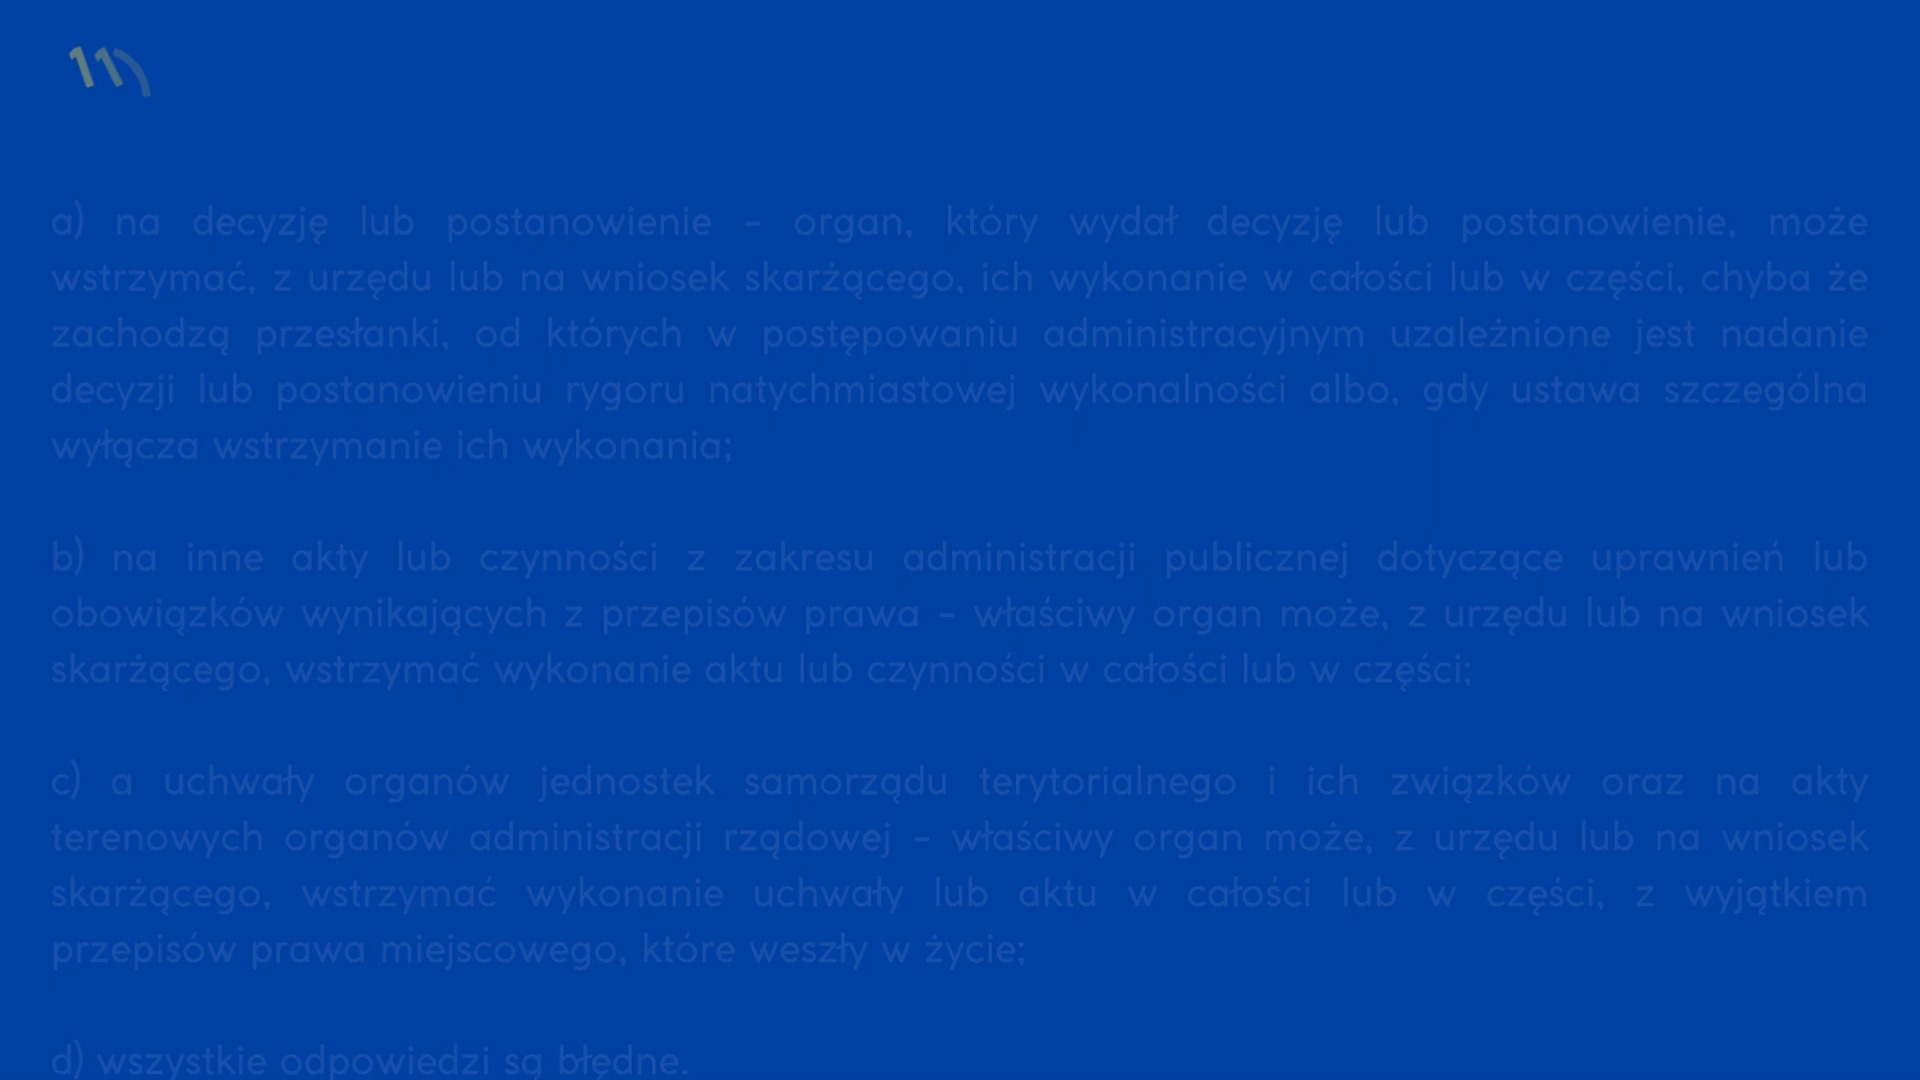 11)
a) na decyzję lub postanowienie – organ, który wydał decyzję lub postanowienie, może
wstrzymać, z urzędu lub na wniosek skarżącego, ich wykonanie w całości lub w części, chyba że
zachodzą przesłanki, od których w postępowaniu administracyjnym uzależnione jest nadanie
decyzji lub postanowieniu rygoru natychmiastowej wykonalności albo, gdy ustawa szczególna
wyłącza wstrzymanie ich wykonania;
b) na inne akty lub czynności z zakresu administracji publicznej dotyczące uprawnień lub
obowiązków wynikających z przepisów prawa – właściwy organ może, z urzędu lub na wniosek
skarżącego, wstrzymać wykonanie aktu lub czynności w całości lub w części;
c) a uchwały organów jednostek samorządu terytorialnego i ich związków oraz na akty
terenowych organów administracji rządowej – właściwy organ może, z urzędu lub na wniosek
skarżącego, wstrzymać wykonanie uchwały lub aktu w całości lub w części, z wyjątkiem
przepisów prawa miejscowego, które weszły w życie;
d) wszystkie odpowiedzi są błędne.